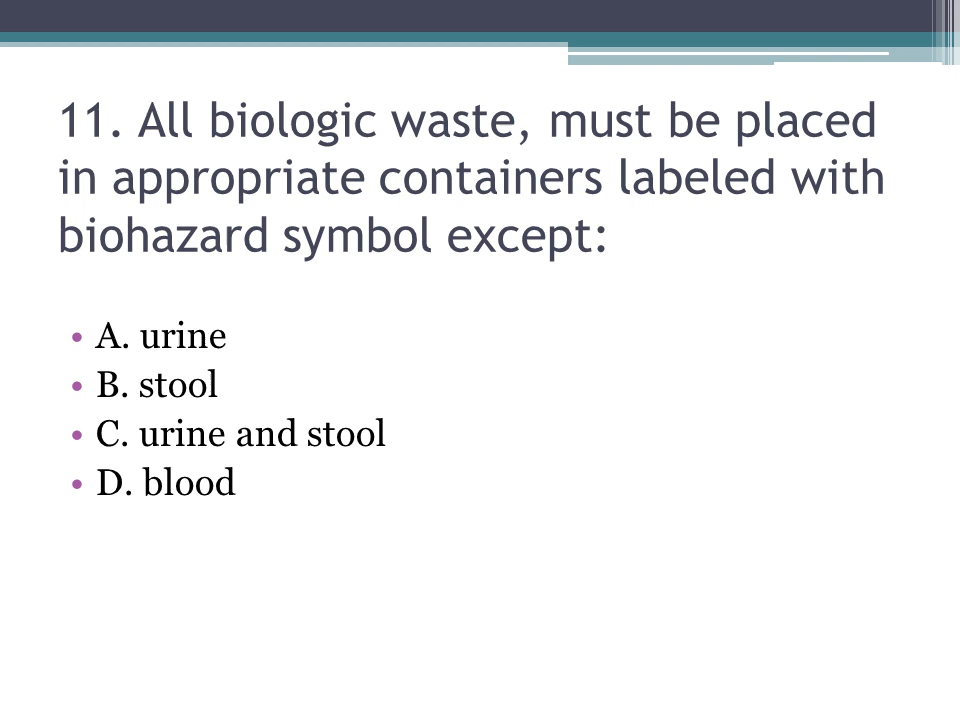 11. All biologic waste, must be placed
in appropriate containers labeled with
biohazard symbol except:
• A. urine
• B. stool
• C. urine and stool
• D. blood